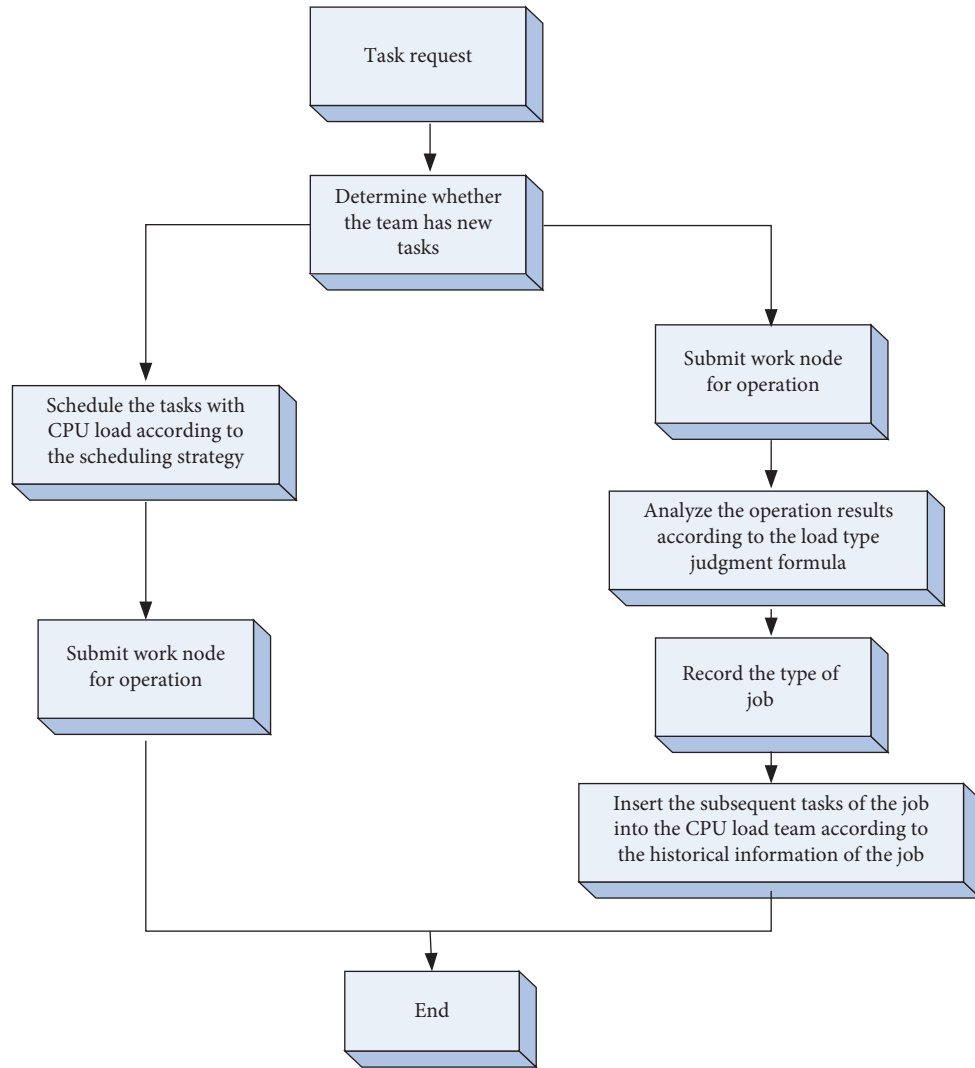 Task request
Determine whether
the team has new
tasks
Schedule the tasks with
CPU load according to
the scheduling strategy
Submit work node
for operation
Submit work node
for operation
Analyze the operation results
according to the load type
judgment formula
Record the type of
job
Insert the subsequent tasks of the job
into the CPU load team according to
the historical information of the job
End